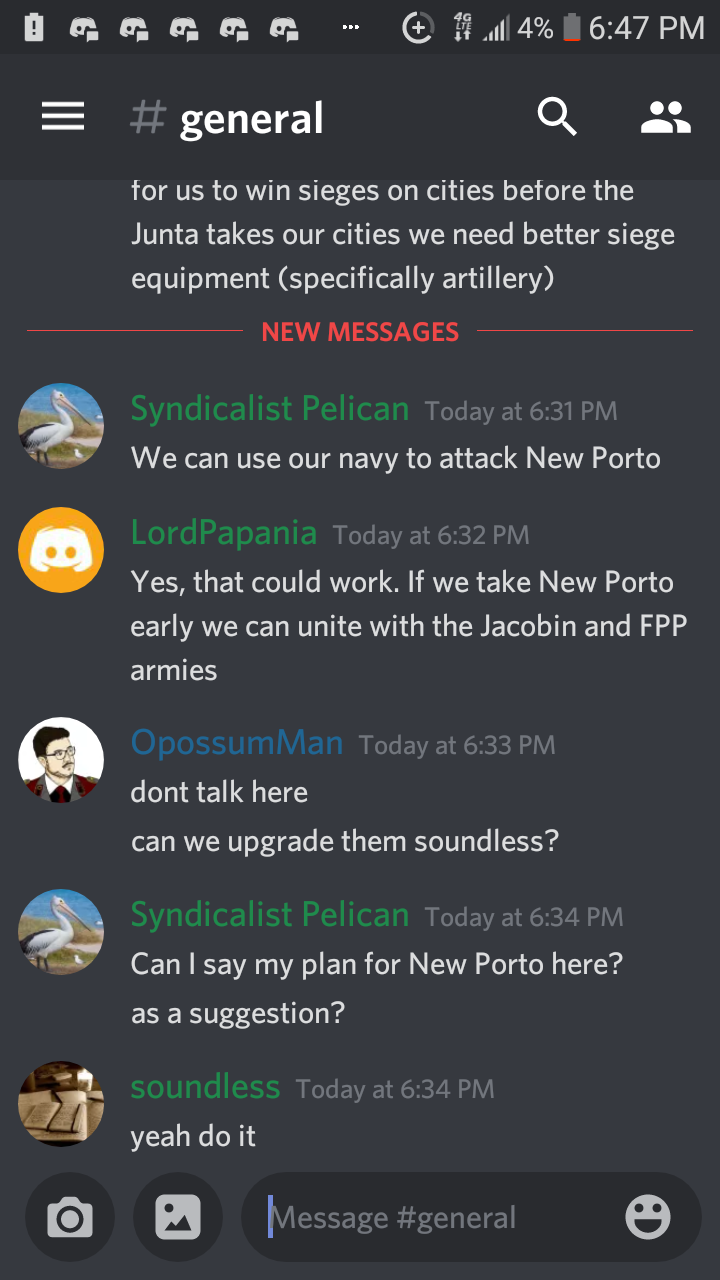 4G LTE 4% 6:47 PM
# general
for us to win sieges on cities before the
Junta takes our cities we need better siege
equipment (specifically artillery)
NEW MESSAGES
Syndicalist Pelican Today at 6:31 PM
We can use our navy to attack New Porto
LordPapania Today at 6:32 PM
Yes, that could work. If we take New Porto
early we can unite with the Jacobin and FPP
armies
OpossumMan Today at 6:33 PM
dont talk here
can we upgrade them soundless?
Syndicalist Pelican Today at 6:34 PM
Can I say my plan for New Porto here?
as a suggestion?
soundless Today at 6:34 PM
yeah do it
Message #general